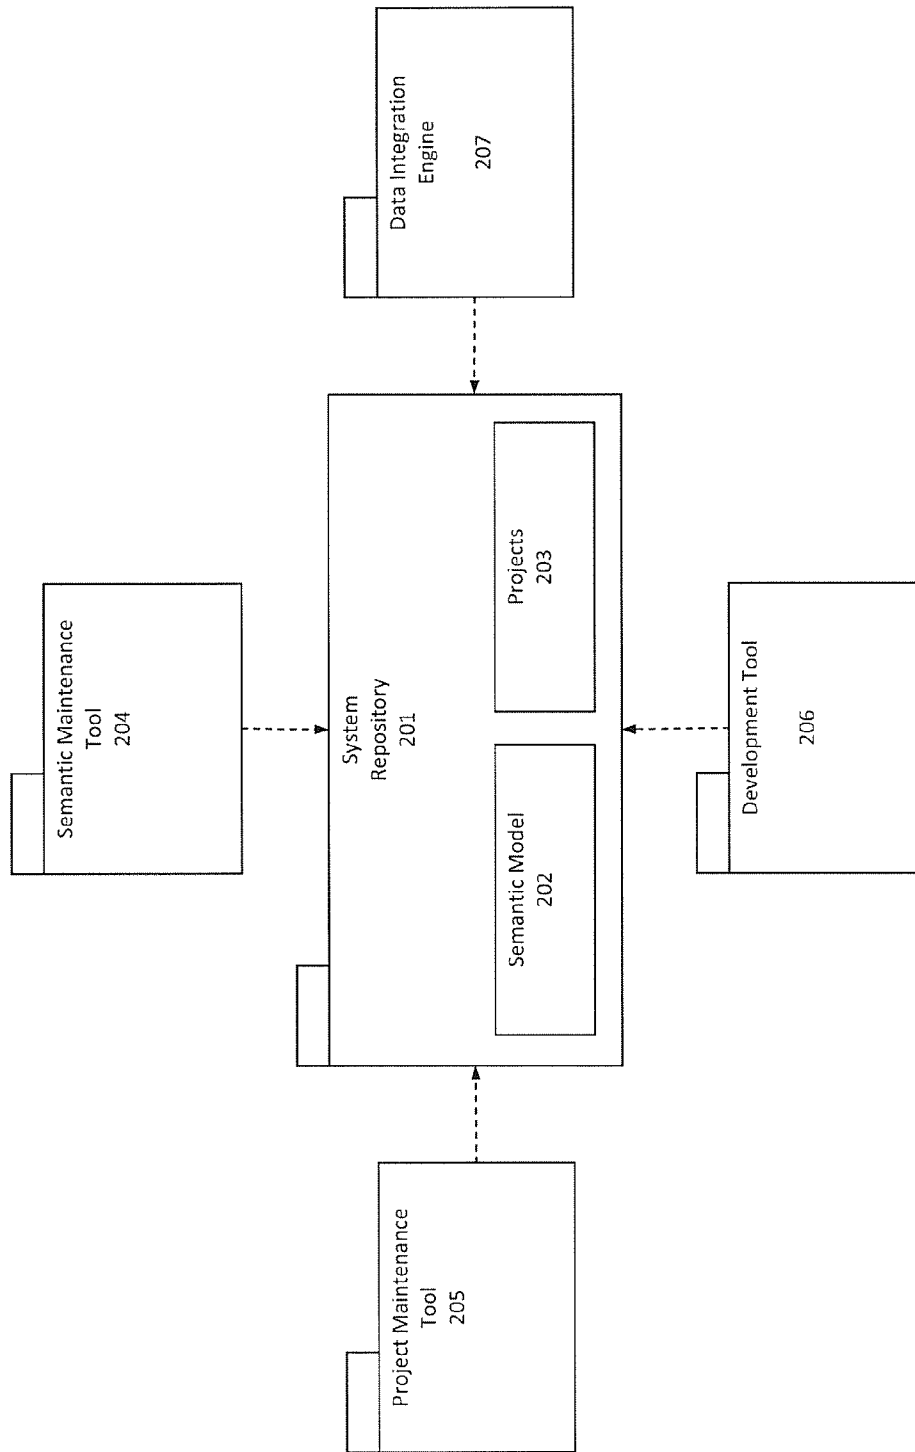 Semantic Maintenance
Tool
204
Project Maintenance
Tool
205
System
Repository
201
Semantic Model
202
Projects
203
Data Integration
Engine
207
Development Tool
206